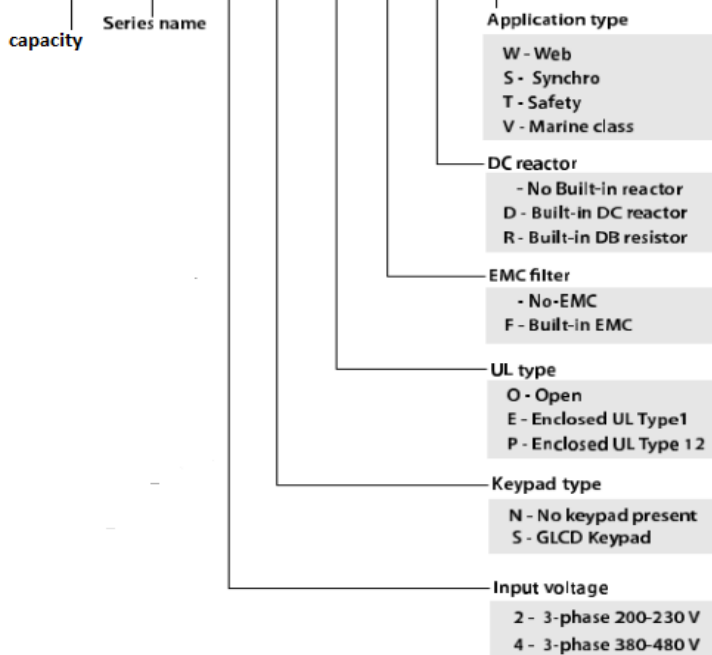 capacity
Series name
Application type
W - Web
S - Synchro
T - Safety
V - Marine class
DC reactor
- No Built-in reactor
D - Built-in DC reactor
R - Built-in DB resistor
EMC filter
- No-EMC
F - Built-in EMC
UL type
O - Open
E - Enclosed UL Type1
P - Enclosed UL Type 12
Keypad type
N - No keypad present
S - GLCD Keypad
Input voltage
2 - 3-phase 200-230 V
4 - 3-phase 380-480 V